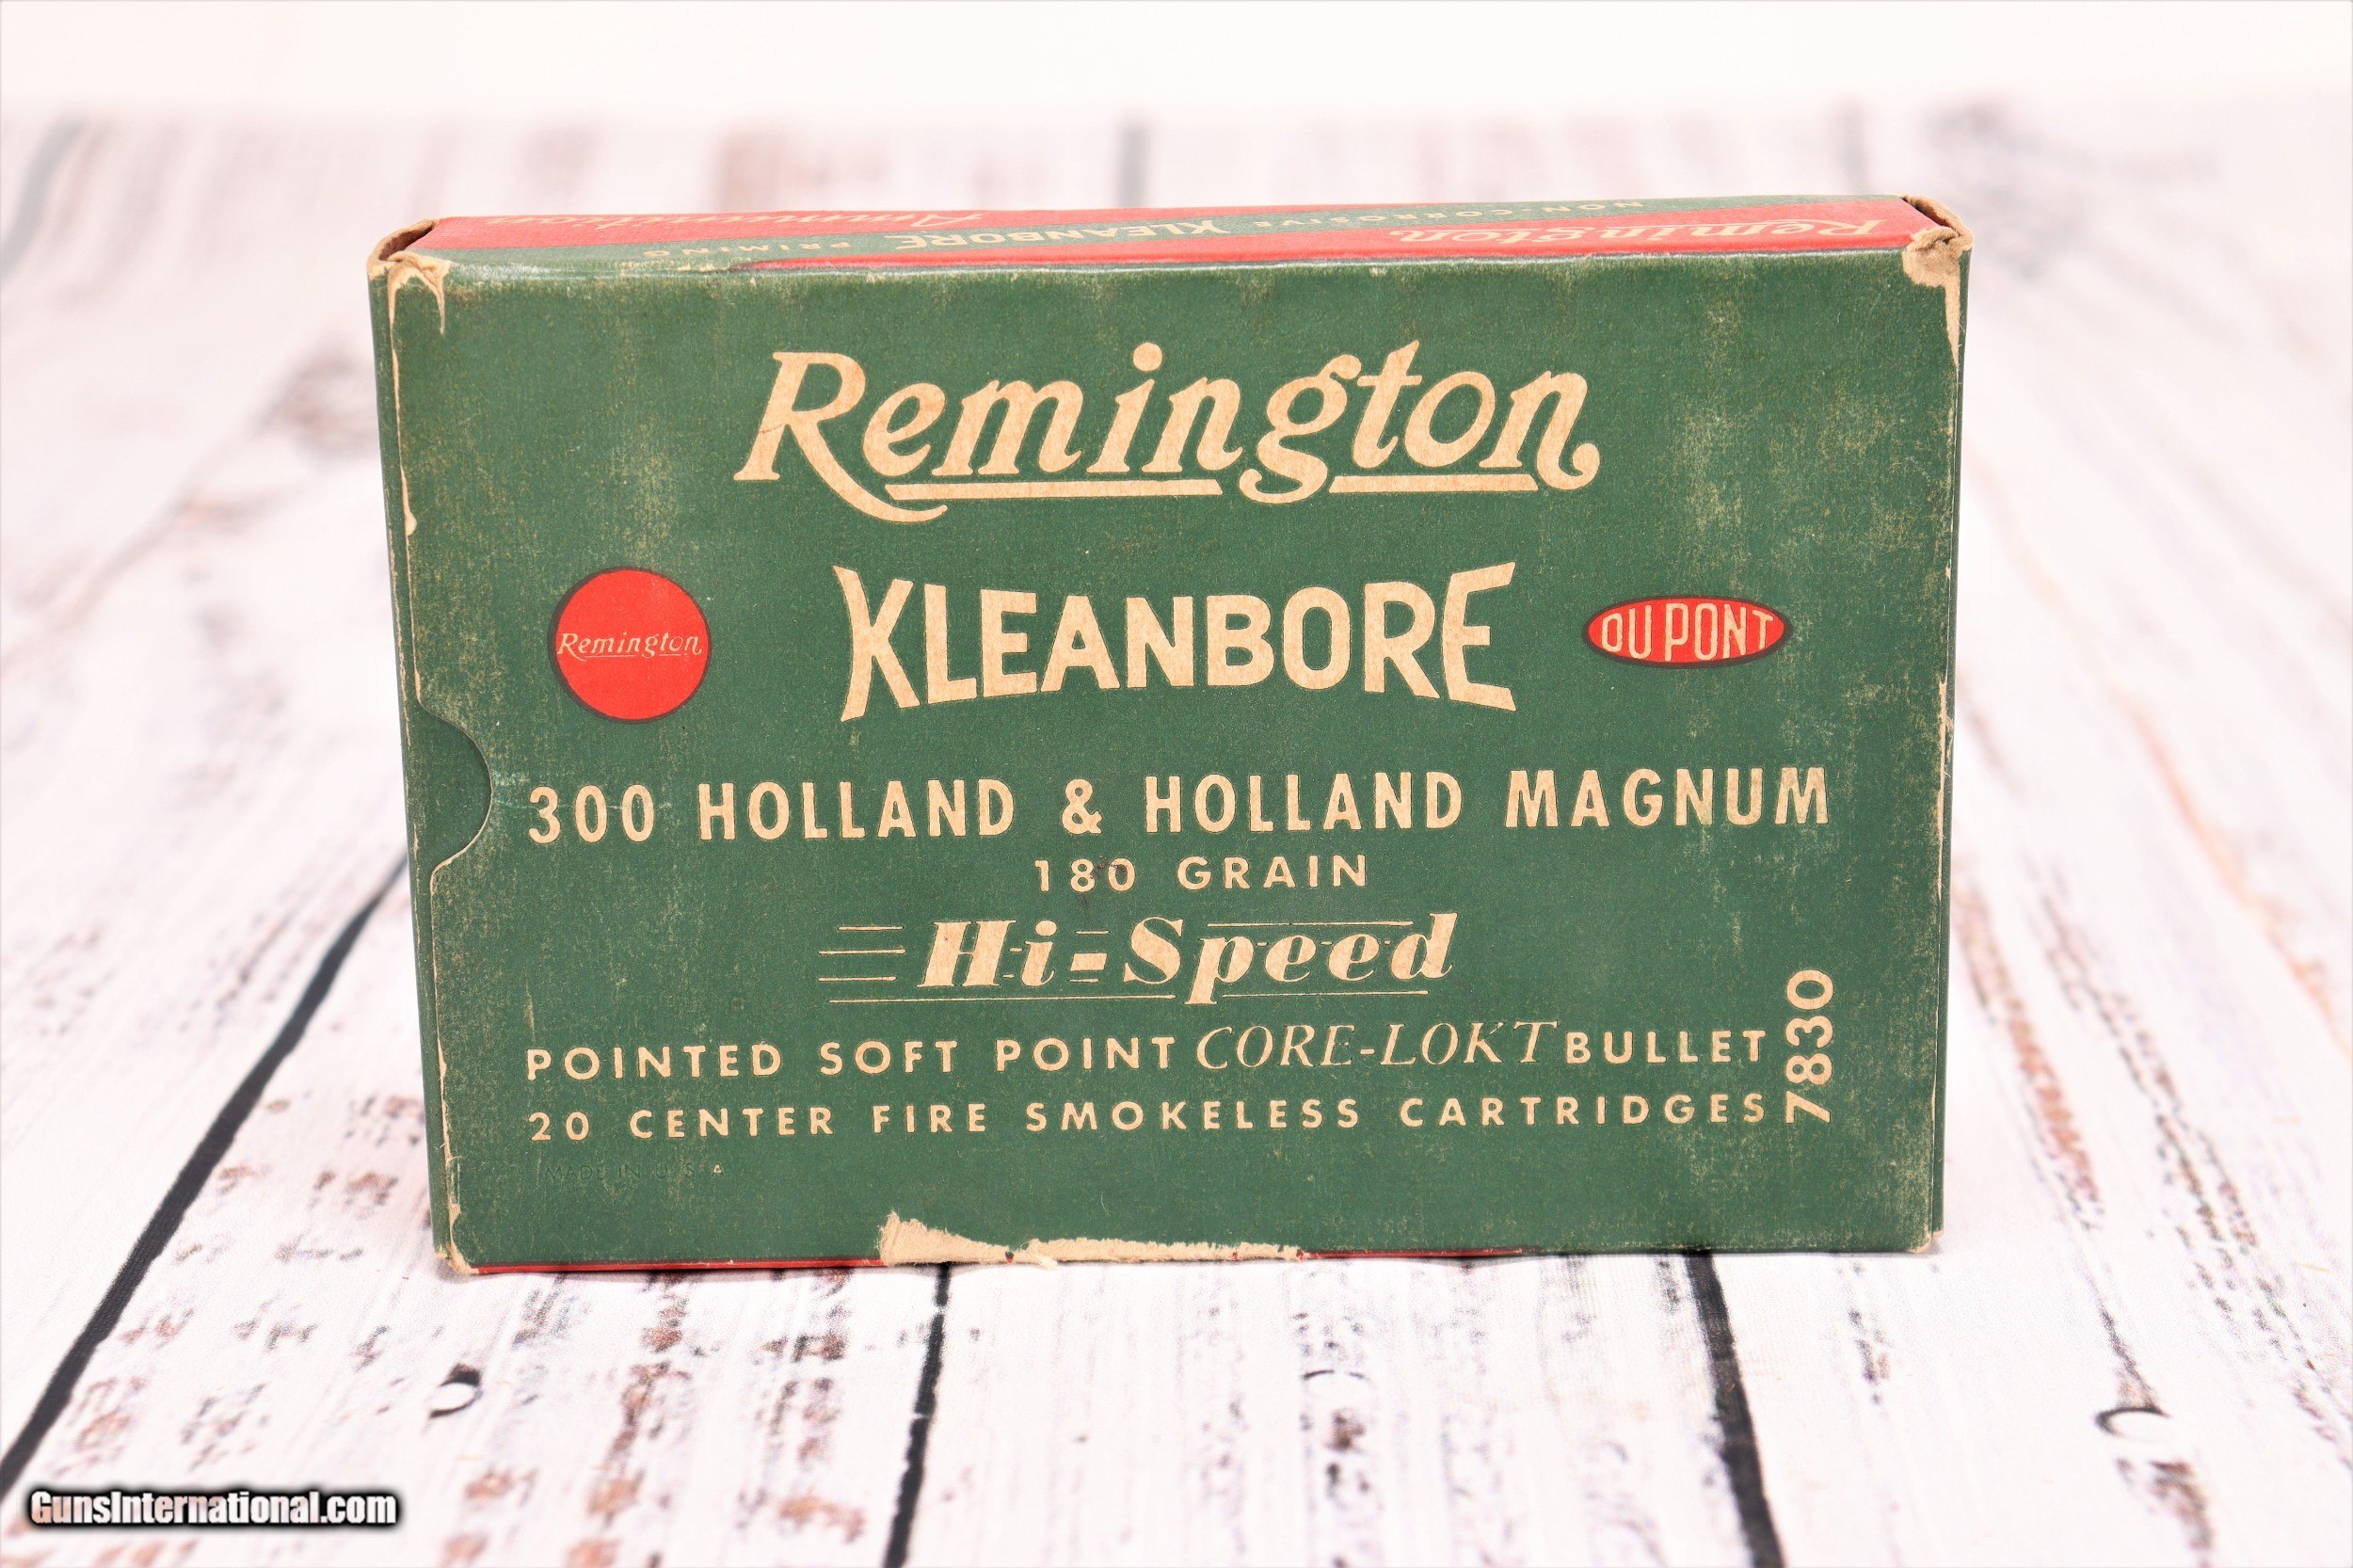 Remington Ammunition
NON-CORROSIVE KLEANBORE PRIMING
Remington
KLEANBORE
Remington
DU PONT
300 HOLLAND & HOLLAND MAGNUM
180 GRAIN
Hi-Speed
POINTED SOFT POINT CORE-LOKT BULLET
20 CENTER FIRE SMOKELESS CARTRIDGES
7830
MADE IN U.S.A.
GunsInternational.com